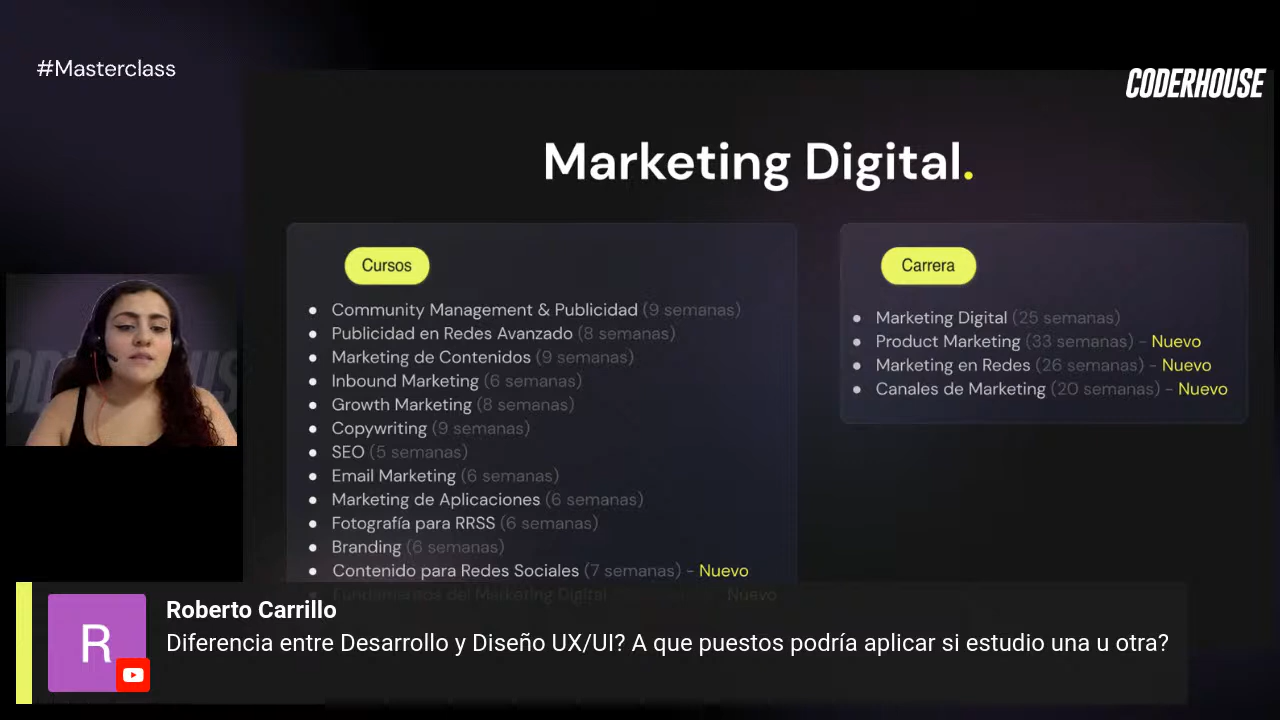 #Masterclass
CODERHOUSE
Marketing Digital.
Cursos
Community Management & Publicidad (9 semanas)
Publicidad en Redes Avanzado (8 semanas)
Marketing de Contenidos (9 semanas)
Inbound Marketing (6 semanas)
Growth Marketing (8 semanas)
Copywriting (9 semanas)
SEO (5 semanas)
Email Marketing (6 semanas)
Marketing de Aplicaciones (6 semanas)
Fotografía para RRSS (6 semanas)
Branding (6 semanas)
Contenido para Redes Sociales (7 semanas) - Nuevo
Fundamentos del Marketing Digital Nuevo
Carrera
Marketing Digital (25 semanas)
Product Marketing (33 semanas) - Nuevo
Marketing en Redes (26 semanas) - Nuevo
Canales de Marketing (20 semanas) - Nuevo
R
Roberto Carrillo
Diferencia entre Desarrollo y Diseño UX/UI? A que puestos podría aplicar si estudio una u otra?